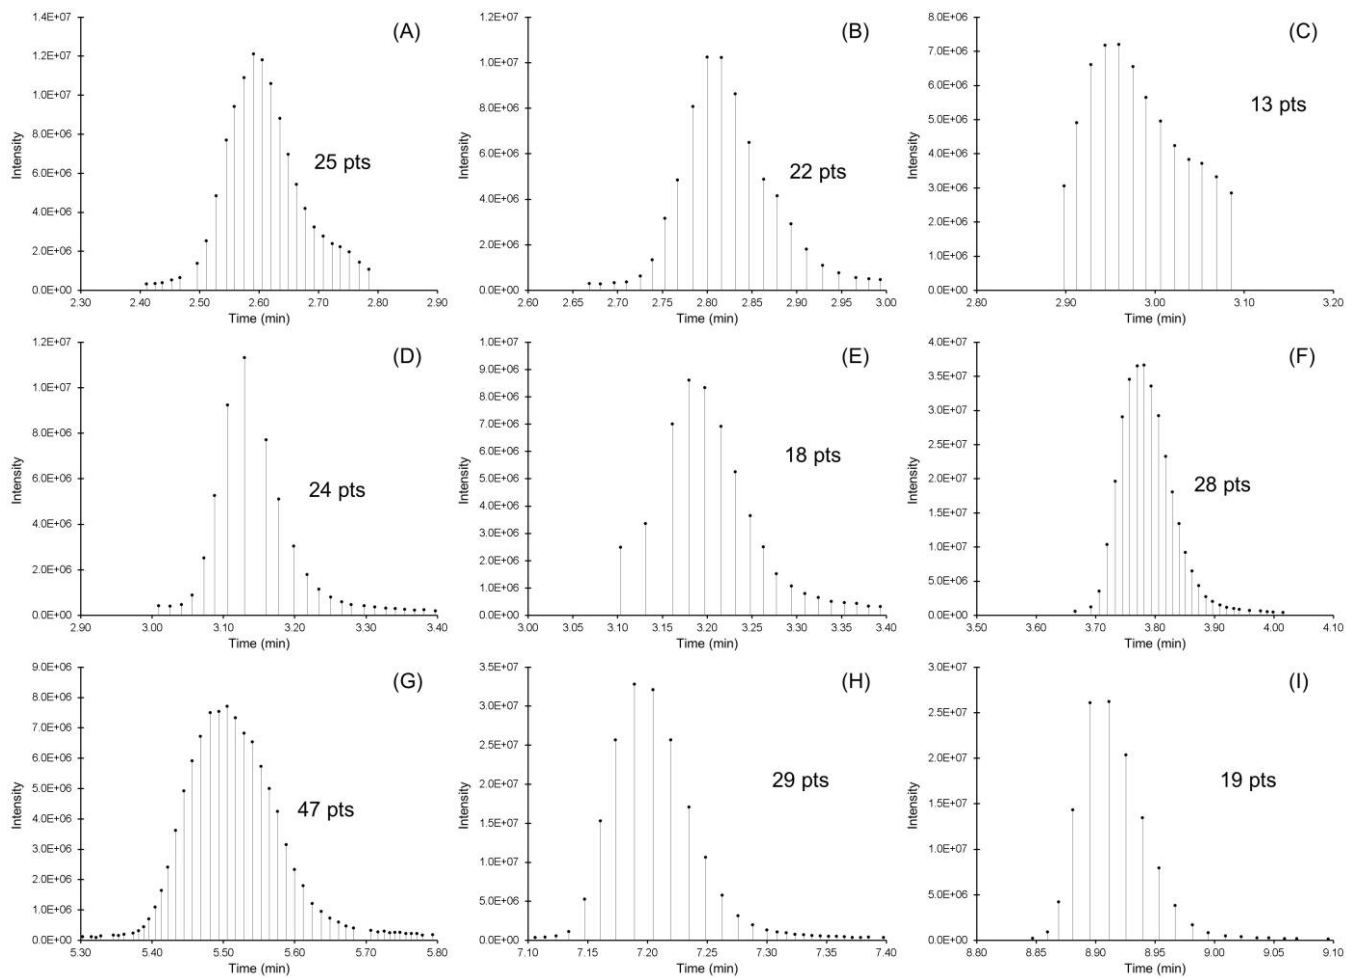 (A)
Intensity
1.4E+07
1.2E+07
1.0E+07
8.0E+06
6.0E+06
4.0E+06
2.0E+06
0.0E+00
25 pts
2.30 2.40 2.50 2.60 2.70 2.80 2.90
Time (min)
(B)
Intensity
1.2E+07
1.0E+07
8.0E+06
6.0E+06
4.0E+06
2.0E+06
0.0E+00
22 pts
2.60 2.65 2.70 2.75 2.80 2.85 2.90 2.95 3.00
Time (min)
(C)
Intensity
8.0E+06
7.0E+06
6.0E+06
5.0E+06
4.0E+06
3.0E+06
2.0E+06
1.0E+06
0.0E+00
13 pts
2.80 2.90 3.00 3.10 3.20
Time (min)
(D)
Intensity
1.2E+07
1.0E+07
8.0E+06
6.0E+06
4.0E+06
2.0E+06
0.0E+00
24 pts
2.90 3.00 3.10 3.20 3.30 3.40
Time (min)
(E)
Intensity
1.0E+07
9.0E+06
8.0E+06
7.0E+06
6.0E+06
5.0E+06
4.0E+06
3.0E+06
2.0E+06
1.0E+06
0.0E+00
18 pts
3.00 3.05 3.10 3.15 3.20 3.25 3.30 3.35 3.40
Time (min)
(F)
Intensity
4.0E+07
3.5E+07
3.0E+07
2.5E+07
2.0E+07
1.5E+07
1.0E+07
5.0E+06
0.0E+00
28 pts
3.50 3.60 3.70 3.80 3.90 4.00 4.10
Time (min)
(G)
Intensity
9.0E+06
8.0E+06
7.0E+06
6.0E+06
5.0E+06
4.0E+06
3.0E+06
2.0E+06
1.0E+06
0.0E+00
47 pts
5.30 5.40 5.50 5.60 5.70 5.80
Time (min)
(H)
Intensity
3.5E+07
3.0E+07
2.5E+07
2.0E+07
1.5E+07
1.0E+07
5.0E+06
0.0E+00
29 pts
7.10 7.15 7.20 7.25 7.30 7.35 7.40
Time (min)
(I)
Intensity
3.0E+07
2.5E+07
2.0E+07
1.5E+07
1.0E+07
5.0E+06
0.0E+00
19 pts
8.80 8.85 8.90 8.95 9.00 9.05 9.10
Time (min)